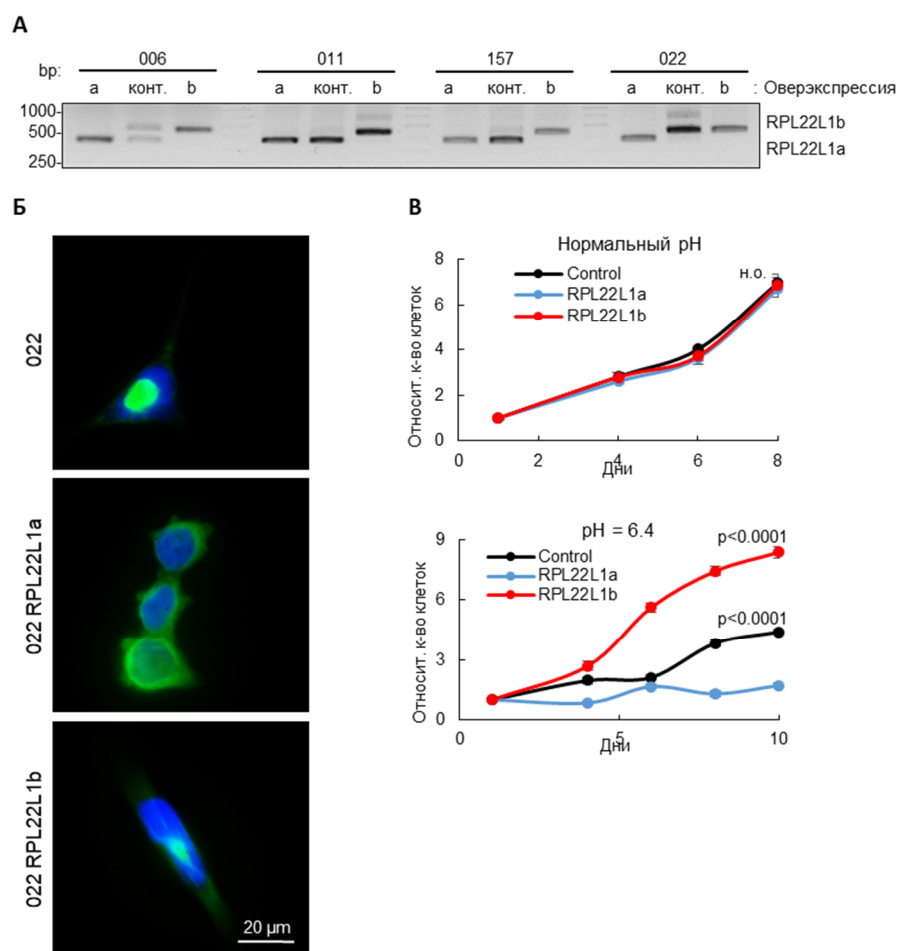 А
006 011 157 022
bp: a конт. b a конт. b a конт. b a конт. b : Оверэкспрессия
1000-
500-
250-
RPL22L1b
RPL22L1a
Б
022
022 RPL22L1a
022 RPL22L1b
20 µm
В
Нормальный pH
Относит. к-во клеток
8
6
4
2
0
Control
RPL22L1a
RPL22L1b
н.о.
0 2 4 6 8
Дни
pH = 6.4
Относит. к-во клеток
9
6
3
0
Control
RPL22L1a
RPL22L1b
p<0.0001
p<0.0001
0 5 10
Дни